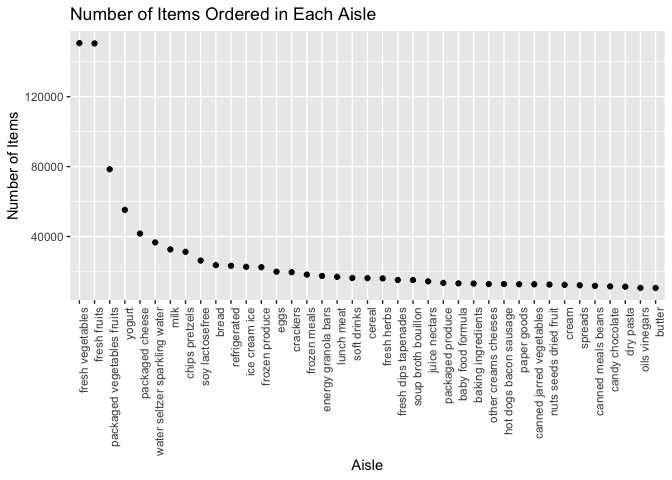 Number of Items Ordered in Each Aisle
Number of Items
120000
80000
40000
fresh vegetables
fresh fruits
packaged vegetables fruits
yogurt
packaged cheese
water seltzer sparkling water
milk
chips pretzels
soy lactosefree
bread
refrigerated
ice cream ice
frozen produce
eggs
crackers
frozen meals
energy granola bars
lunch meat
soft drinks
cereal
fresh herbs
fresh dips tapenades
soup broth bouillon
juice nectars
packaged produce
baby food formula
baking ingredients
other creams cheeses
hot dogs bacon sausage
paper goods
canned jarred vegetables
nuts seeds dried fruit
cream
spreads
canned meals beans
candy chocolate
dry pasta
oils vinegars
butter
Aisle